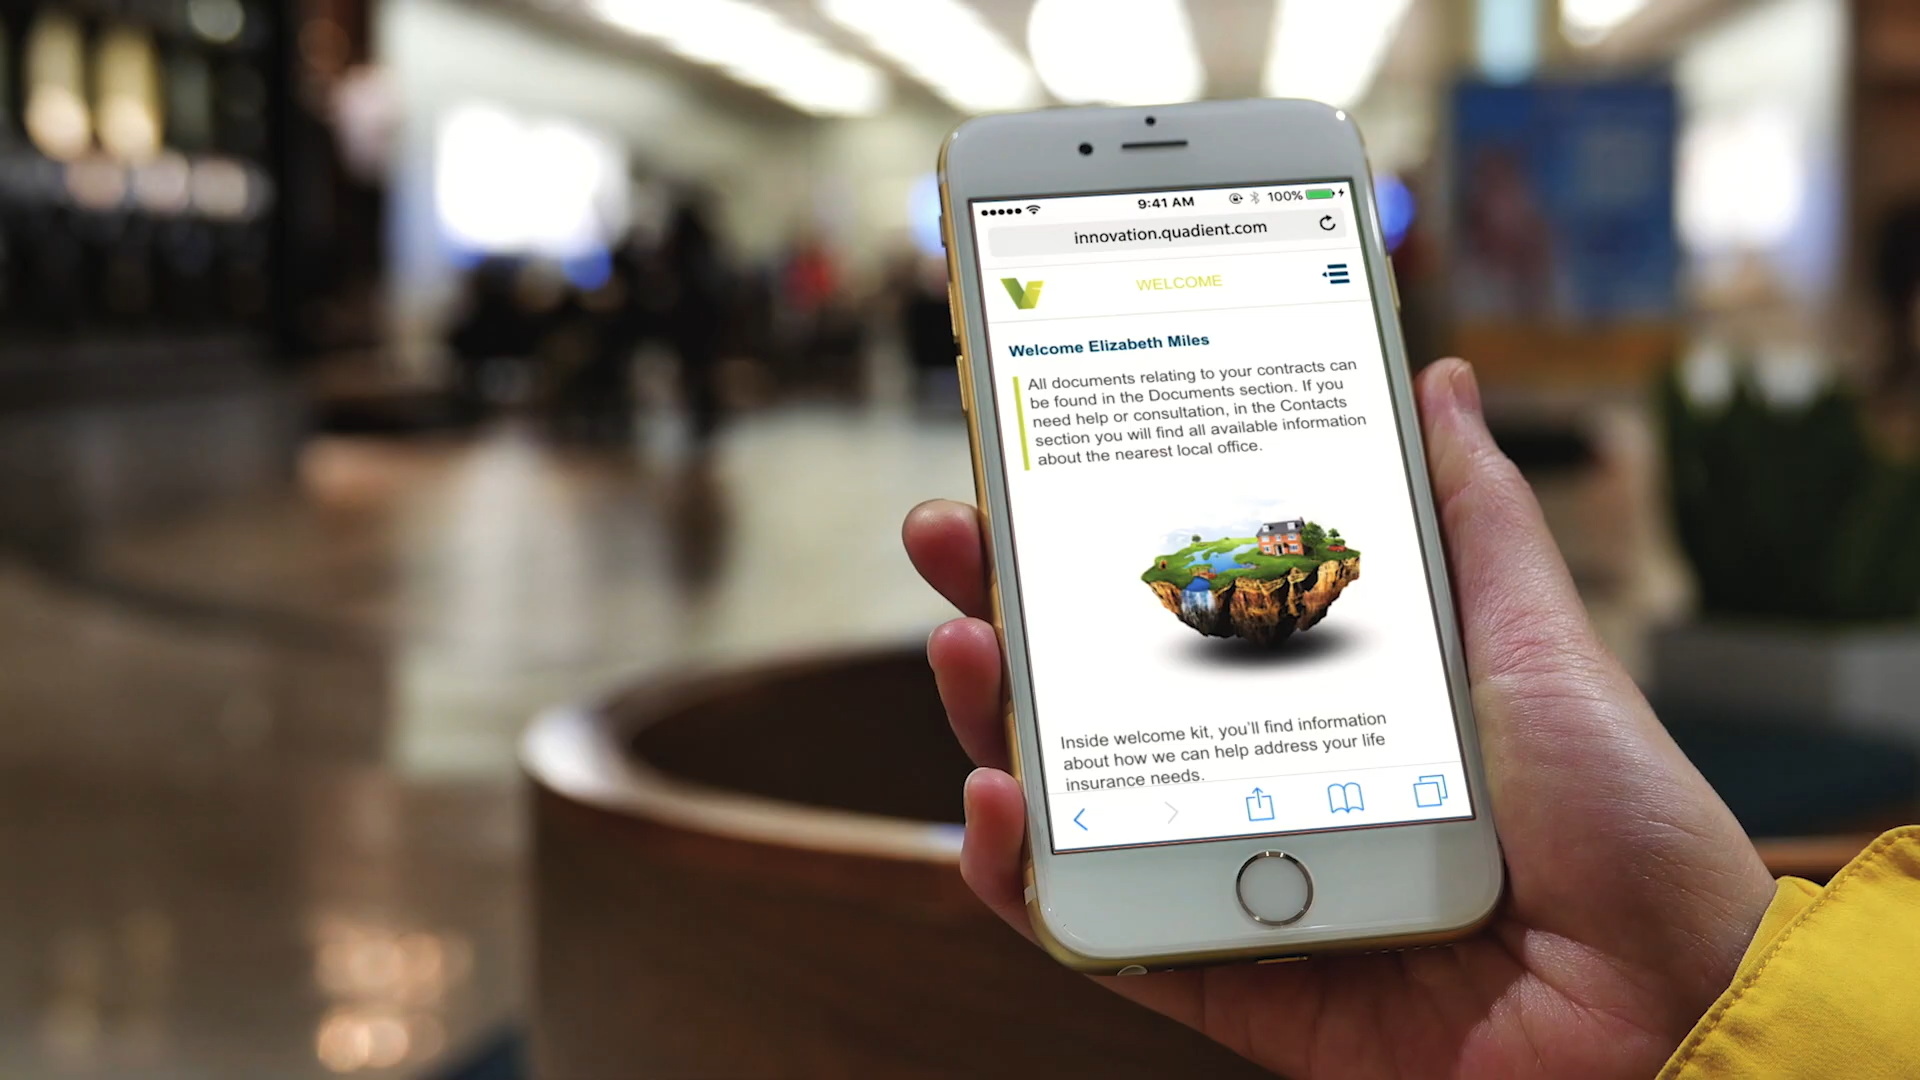 9:41 AM 100%
innovation.quadient.com
WELCOME
Welcome Elizabeth Miles
All documents relating to your contracts can
be found in the Documents section. If you
need help or consultation, in the Contacts
section you will find all available information
about the nearest local office.
Inside welcome kit, you'll find information
about how we can help address your life
insurance needs.